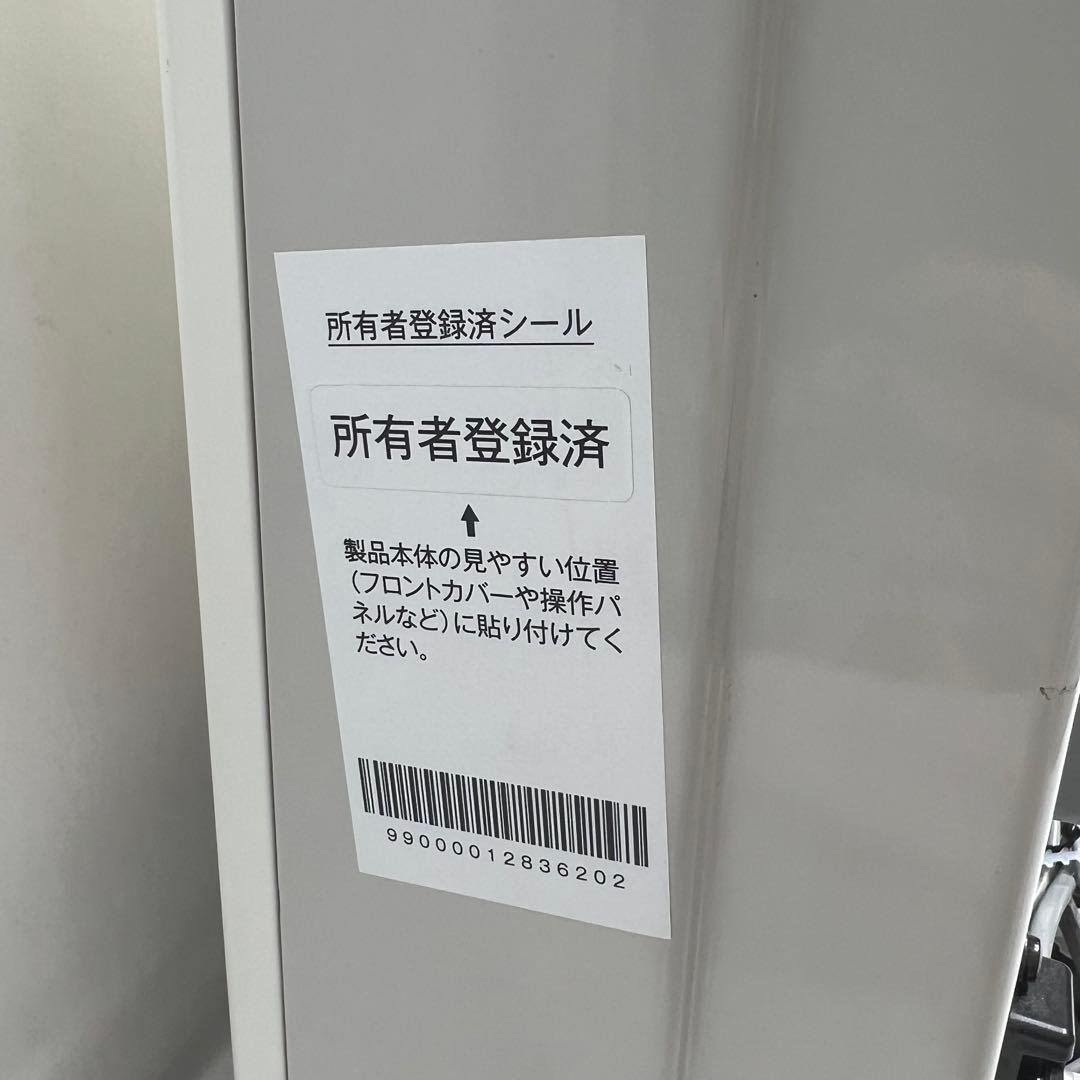 所有者登録済シール
所有者登録済
製品本体の見やすい位置
(フロントカバーや操作パ
ネルなど)に貼り付けてく
ださい。
99000012836202